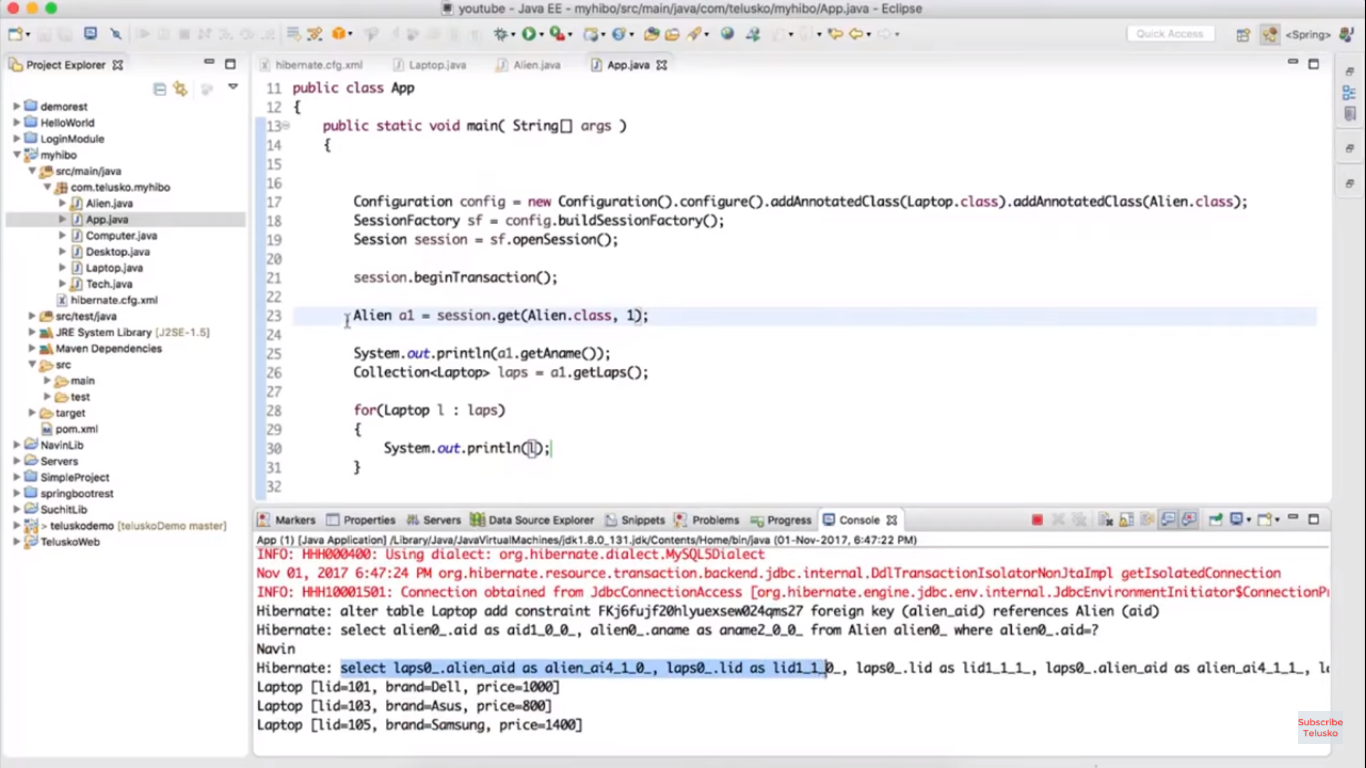 youtube - Java EE - myhibo/src/main/java/com/telusko/myhibo/App.java - Eclipse
Quick Access
<Spring>
Project Explorer
demorest
HelloWorld
LoginModule
myhibo
src/main/java
com.telusko.myhibo
Alien.java
App.java
Computer.java
Desktop.java
Laptop.java
Tech.java
hibernate.cfg.xml
src/test/java
JRE System Library [J2SE-1.5]
Maven Dependencies
src
main
test
target
pom.xml
NavinLib
Servers
SimpleProject
springbootrest
SuchitLib
> teluskodemo [teluskoDemo master]
TeluskoWeb
hibernate.cfg.xml Laptop.java Alien.java App.java
11 public class App
12 {
13 public static void main( String[] args )
14 {
15
16
17 Configuration config = new Configuration().configure().addAnnotatedClass(Laptop.class).addAnnotatedClass(Alien.class);
18 SessionFactory sf = config.buildSessionFactory();
19 Session session = sf.openSession();
20
21 session.beginTransaction();
22
23 Alien a1 = session.get(Alien.class, 1);
24
25 System.out.println(a1.getAname());
26 Collection<Laptop> laps = a1.getLaps();
27
28 for(Laptop l : laps)
29 {
30 System.out.println(l);
31 }
32
Markers Properties Servers Data Source Explorer Snippets Problems Progress Console
App (1) [Java Application] /Library/Java/JavaVirtualMachines/jdk1.8.0_131.jdk/Contents/Home/bin/java (01-Nov-2017, 6:47:22 PM)
INFO: HHH000400: Using dialect: org.hibernate.dialect.MySQL5Dialect
Nov 01, 2017 6:47:24 PM org.hibernate.resource.transaction.backend.jdbc.internal.DdlTransactionIsolatorNonJtaImpl getIsolatedConnection
INFO: HHH10001501: Connection obtained from JdbcConnectionAccess [org.hibernate.engine.jdbc.env.internal.JdbcEnvironmentInitiator$ConnectionPr
Hibernate: alter table Laptop add constraint FKj6fujf20hlyuexsew024qms27 foreign key (alien_aid) references Alien (aid)
Hibernate: select alien0_.aid as aid1_0_0_, alien0_.aname as aname2_0_0_ from Alien alien0_ where alien0_.aid=?
Navin
Hibernate: select laps0_.alien_aid as alien_ai4_1_0_, laps0_.lid as lid1_1_0_, laps0_.lid as lid1_1_1_, laps0_.alien_aid as alien_ai4_1_1_, la
Laptop [lid=101, brand=Dell, price=1000]
Laptop [lid=103, brand=Asus, price=800]
Laptop [lid=105, brand=Samsung, price=1400]
Subscribe
Telusko